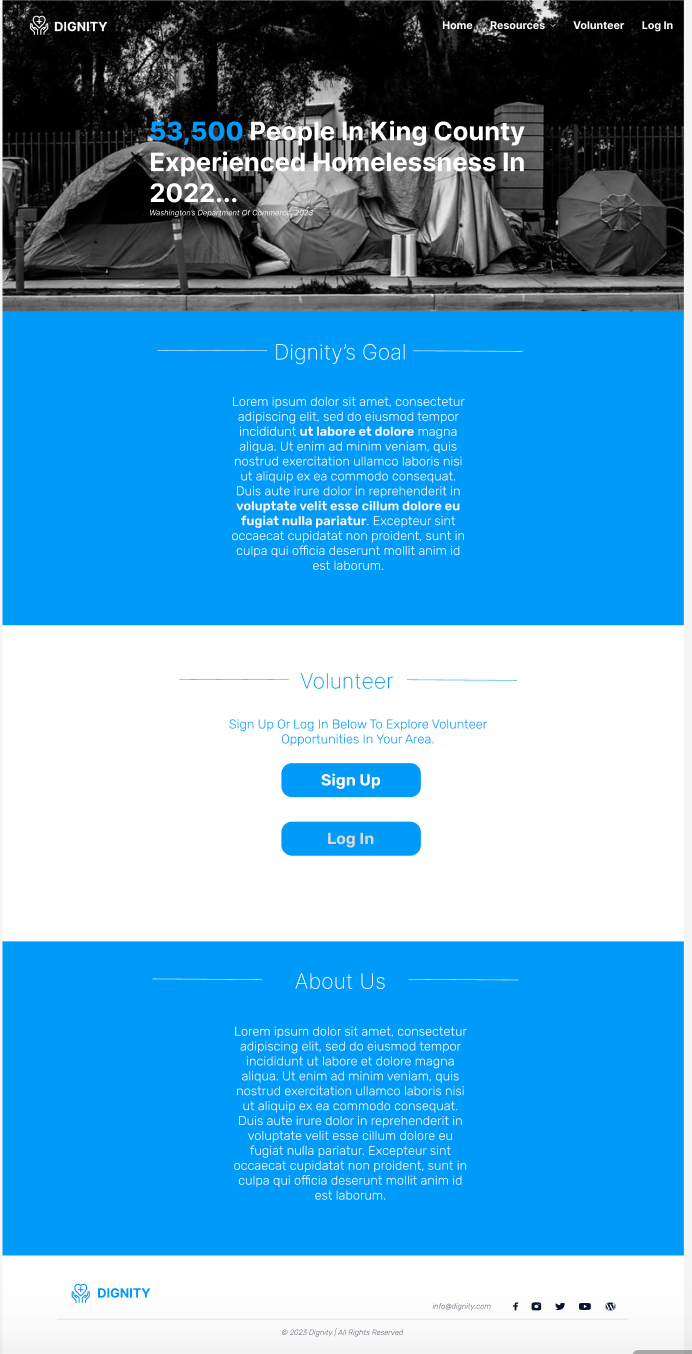 DIGNITY
Home Resources Volunteer Log In
53,500 People In King County
Experienced Homelessness In
2022...
Washington's Department Of Commerce, 2023
Dignity's Goal
Lorem ipsum dolor sit amet, consectetur
adipiscing elit, sed do eiusmod tempor
incididunt ut labore et dolore magna
aliqua. Ut enim ad minim veniam, quis
nostrud exercitation ullamco laboris nisi
ut aliquip ex ea commodo consequat.
Duis aute irure dolor in reprehenderit in
voluptate velit esse cillum dolore eu
fugiat nulla pariatur. Excepteur sint
occaecat cupidatat non proident, sunt in
culpa qui officia deserunt mollit anim id
est laborum.
Volunteer
Sign Up Or Log In Below To Explore Volunteer
Opportunities In Your Area.
Sign Up
Log In
About Us
Lorem ipsum dolor sit amet, consectetur
adipiscing elit, sed do eiusmod tempor
incididunt ut labore et dolore magna
aliqua. Ut enim ad minim veniam, quis
nostrud exercitation ullamco laboris nisi
ut aliquip ex ea commodo consequat.
Duis aute irure dolor in reprehenderit in
voluptate velit esse cillum dolore eu
fugiat nulla pariatur. Excepteur sint
occaecat cupidatat non proident, sunt in
culpa qui officia deserunt mollit anim id
est laborum.
DIGNITY
info@dignity.com
© 2023 Dignity | All Rights Reserved